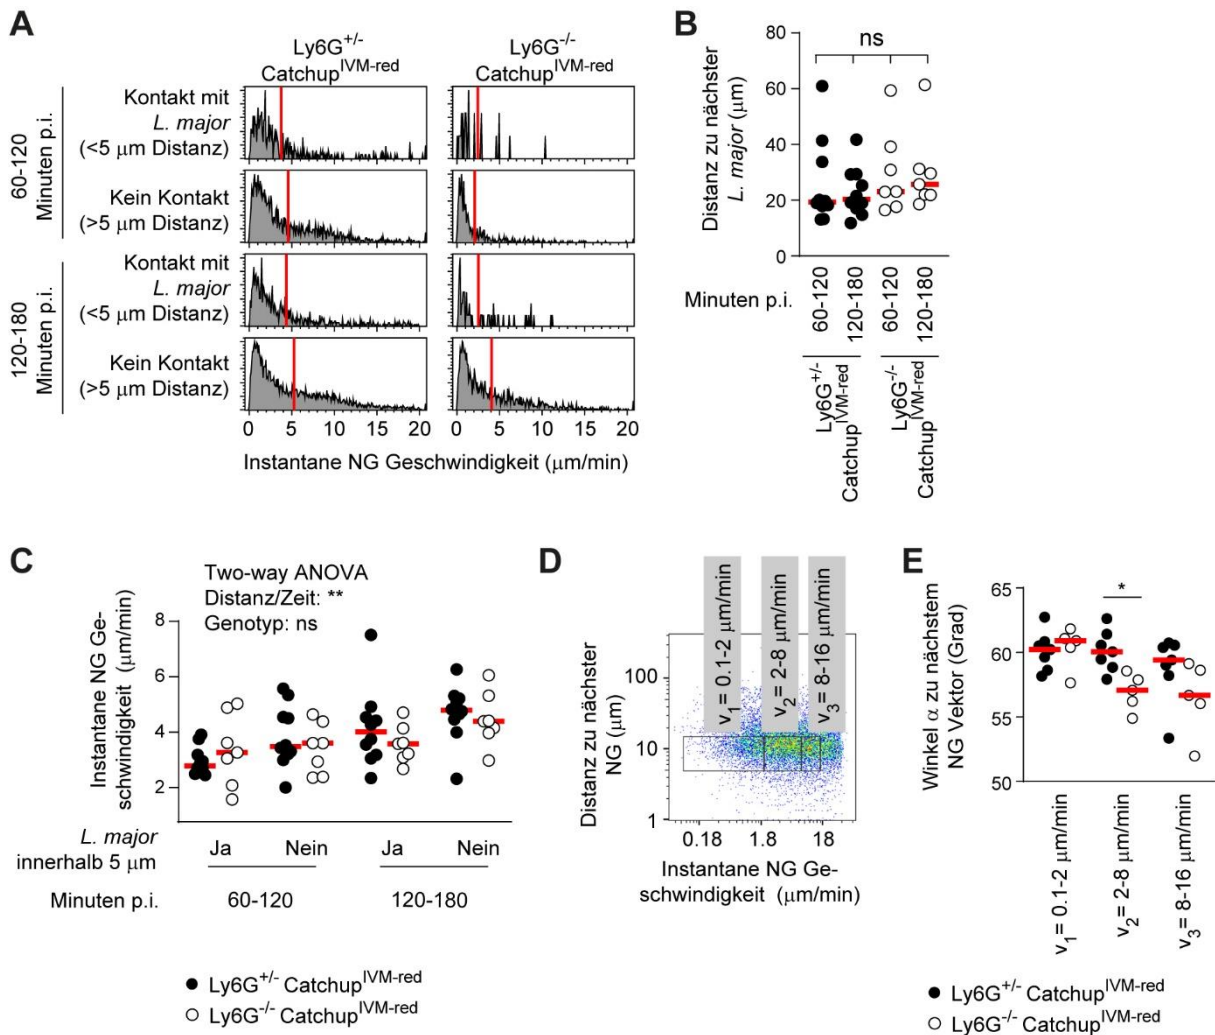 A
Ly6G+/-
CatchupIVM-red
Ly6G-/-
CatchupIVM-red
60-120
Minuten p.i.
Kontakt mit
L. major
(<5 μm Distanz)
Kein Kontakt
(>5 μm Distanz)
120-180
Minuten p.i.
Kontakt mit
L. major
(<5 μm Distanz)
Kein Kontakt
(>5 μm Distanz)
0 5 10 15 20
0 5 10 15 20
Instantane NG Geschwindigkeit (μm/min)
B
ns
Distanz zu nächster
L. major (μm)
80
60
40
20
0
Minuten p.i.
60-120
120-180
60-120
120-180
Ly6G+/-
CatchupIVM-red
Ly6G-/-
CatchupIVM-red
C
Two-way ANOVA
Distanz/Zeit: **
Genotyp: ns
Instantane NG Ge-
schwindigkeit (μm/min)
8
6
4
2
L. major
innerhalb 5 μm
Ja Nein Ja Nein
Minuten p.i. 60-120 120-180
Ly6G+/- CatchupIVM-red
Ly6G-/- CatchupIVM-red
D
v1= 0.1-2 μm/min
v2= 2-8 μm/min
v3= 8-16 μm/min
Distanz zu nächster
NG (μm)
100
10
1
0.18 1.8 18
Instantane NG Ge-
schwindigkeit (μm/min)
E
*
Winkel α zu nächstem
NG Vektor (Grad)
65
60
55
50
v1= 0.1-2 μm/min
v2= 2-8 μm/min
v3= 8-16 μm/min
Ly6G+/- CatchupIVM-red
Ly6G-/- CatchupIVM-red